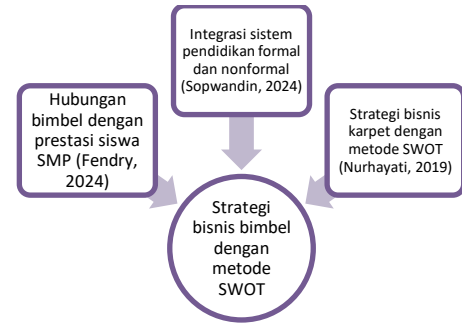 Integrasi sistem
pendidikan formal
dan nonformal
(Sopwandin, 2024)
Hubungan
bimbel dengan
prestasi siswa
SMP (Fendry,
2024)
Strategi bisnis
karpet dengan
metode SWOT
(Nurhayati, 2019)
Strategi
bisnis bimbel
dengan
metode
SWOT